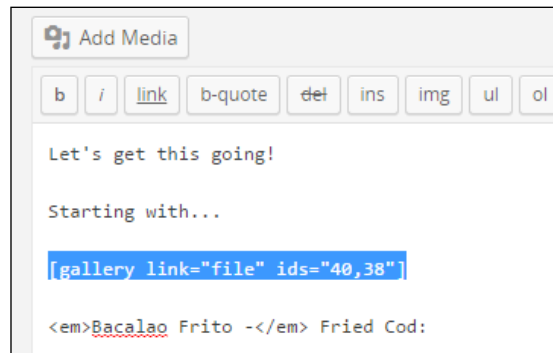 Add Media
b i link b-quote del ins img ul ol
Let's get this going!
Starting with...
[gallery link="file" ids="40,38"]
<em>Bacalao Frito -</em> Fried Cod: